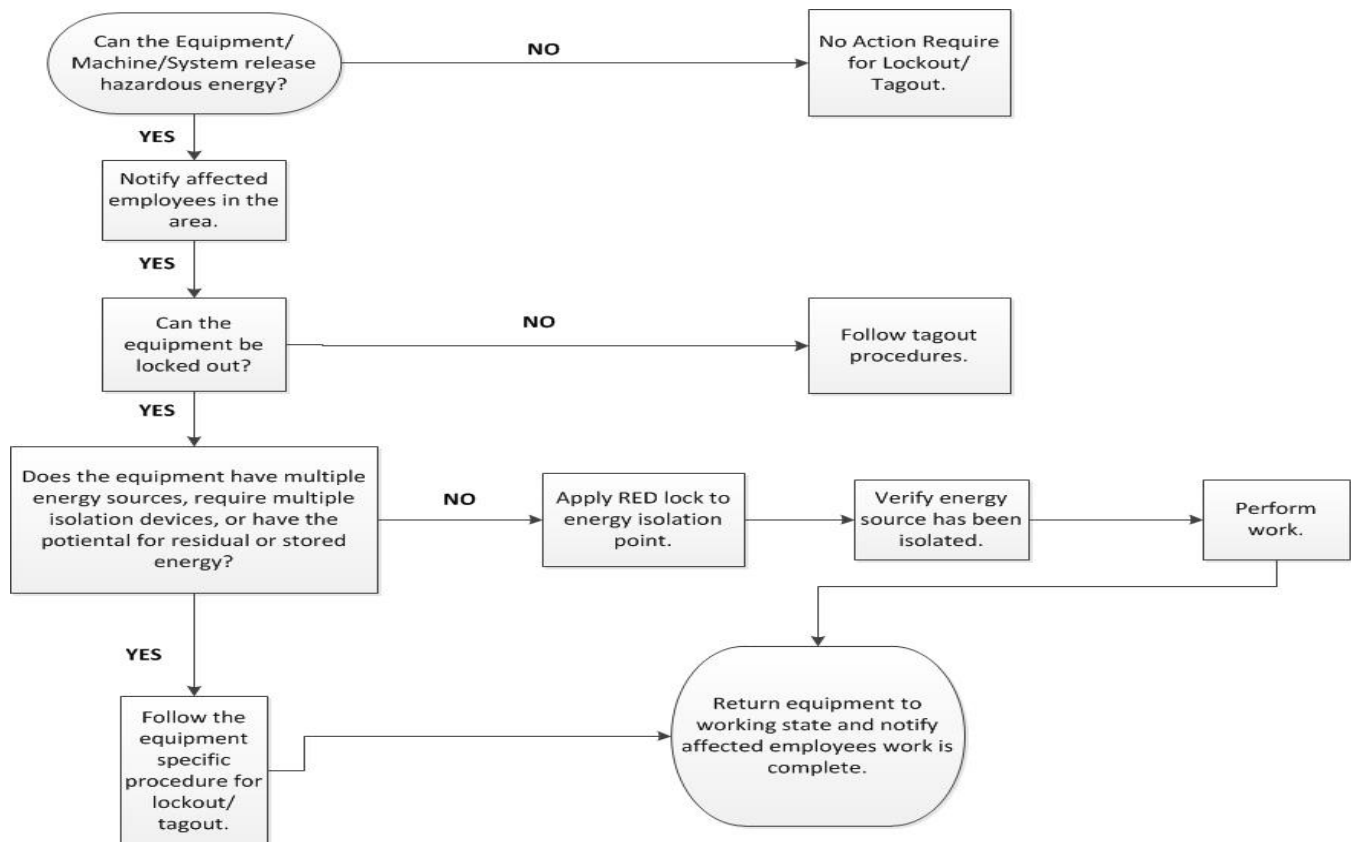 Can the Equipment/
Machine/System release
hazardous energy?
NO
No Action Require
for Lockout/
Tagout.
YES
Notify affected
employees in the
area.
YES
Can the
equipment be
locked out?
NO
Follow tagout
procedures.
YES
Does the equipment have multiple
energy sources, require multiple
isolation devices, or have the
potiental for residual or stored
energy?
NO
Apply RED lock to
energy isolation
point.
Verify energy
source has been
isolated.
Perform
work.
YES
Follow the
equipment
specific
procedure for
lockout/
tagout.
Return equipment to
working state and notify
affected employees work is
complete.